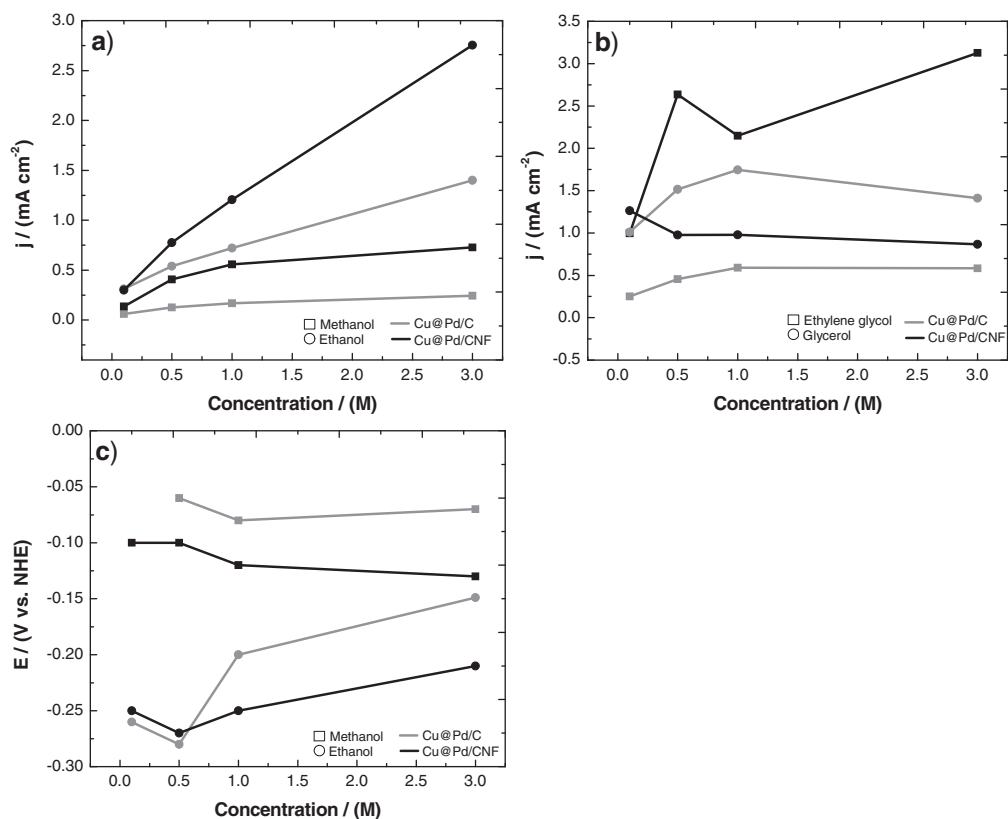 a)
3.0
2.5
2.0
1.5
1.0
0.5
0.0
j / (mA cm-2)
Methanol
Ethanol
Cu@Pd/C
Cu@Pd/CNF
0.0 0.5 1.0 1.5 2.0 2.5 3.0
Concentration / (M)
b)
3.5
3.0
2.5
2.0
1.5
1.0
0.5
0.0
-0.5
j / (mA cm-2)
Ethylene glycol
Glycerol
Cu@Pd/C
Cu@Pd/CNF
0.0 0.5 1.0 1.5 2.0 2.5 3.0
Concentration / (M)
c)
0.00
-0.05
-0.10
-0.15
-0.20
-0.25
-0.30
E / (V vs. NHE)
Methanol
Ethanol
Cu@Pd/C
Cu@Pd/CNF
0.0 0.5 1.0 1.5 2.0 2.5 3.0
Concentration / (M)